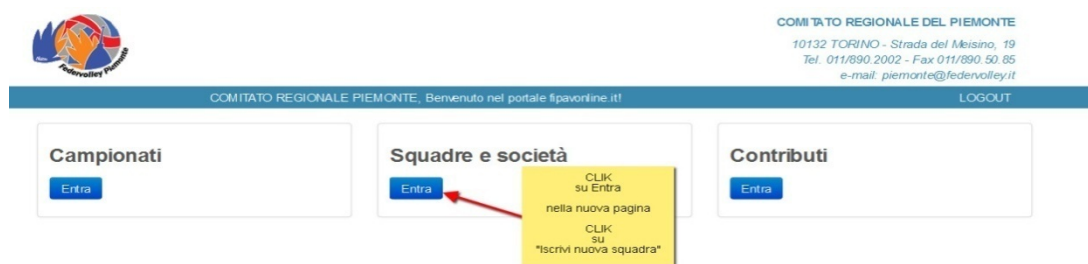 COMITATO REGIONALE DEL PIEMONTE
10132 TORINO - Strada del Meisino, 19
Tel. 011/890.2002 - Fax 011/890.50.85
e-mail: piemonte@federvolley.it
Federvolley Piemonte
COMITATO REGIONALE PIEMONTE, Benvenuto nel portale fipavonline.it!
LOGOUT
Campionati
Entra
Squadre e società
Entra
CLIK
su Entra
nella nuova pagina
CLIK
su
"Iscrivi nuova squadra"
Contributi
Entra